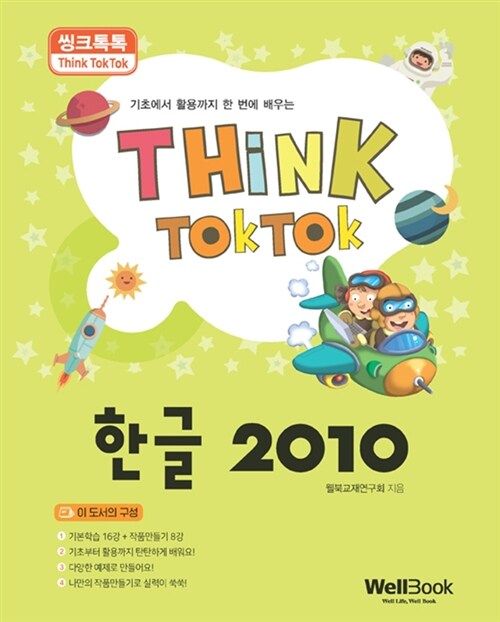 씽크톡톡
Think TokTok
기초에서 활용까지 한 번에 배우는
THiNK
TOKTOK
한글 2010
웰북교재연구회 지음
이 도서의 구성
1 기본학습 16강 + 작품만들기 8강
2 기초부터 활용까지 탄탄하게 배워요!
3 다양한 예제로 만들어요!
4 나만의 작품만들기로 실력이 쑥쑥!
WellBook
Well Life, Well Book